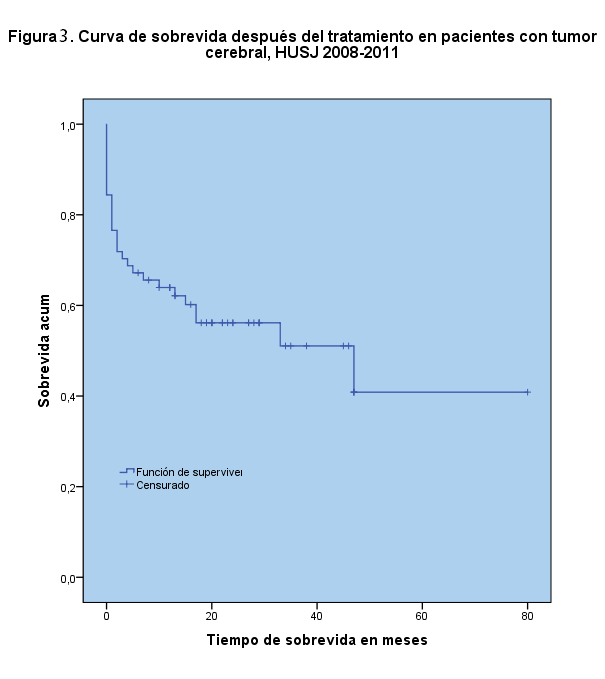 Figura 3. Curva de sobrevida después del tratamiento en pacientes con tumor
cerebral, HUSJ 2008-2011
1,0
0,8
0,6
0,4
0,2
0,0
Sobrevida acum
Función de superviver
Censurado
0 20 40 60 80
Tiempo de sobrevida en meses